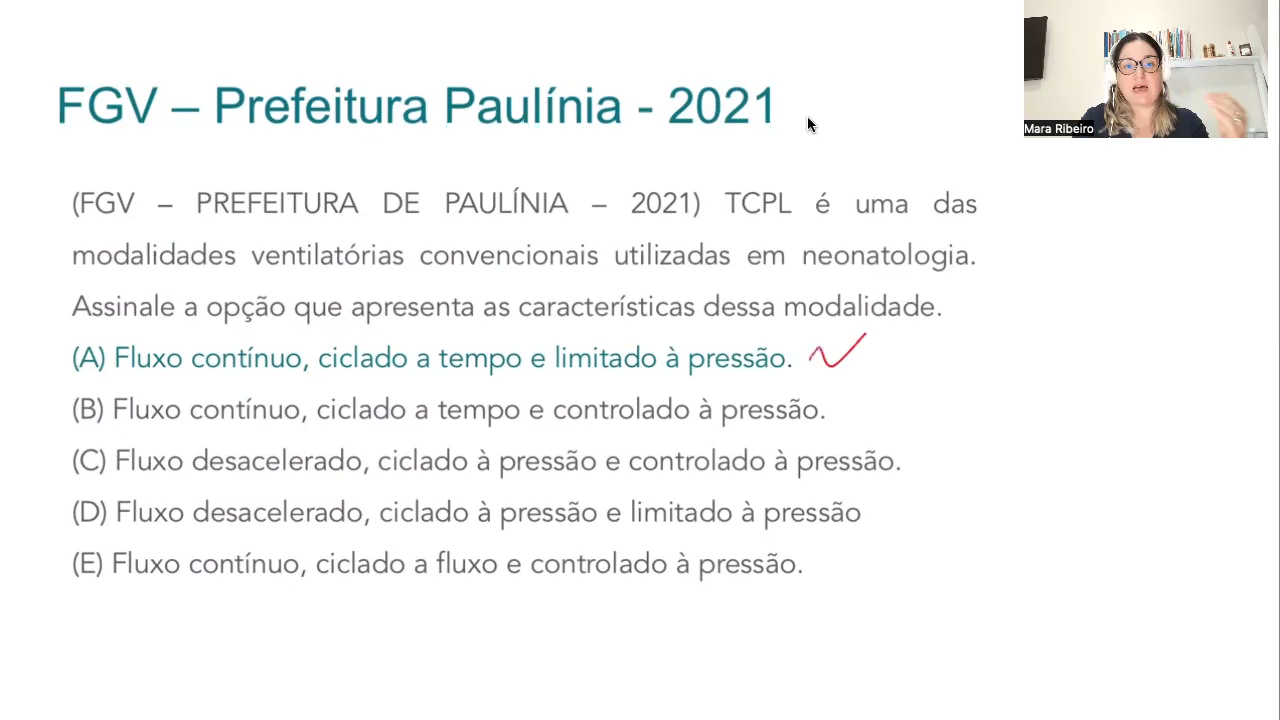 FGV – Prefeitura Paulínia - 2021
Mara Ribeiro
(FGV – PREFEITURA DE PAULÍNIA – 2021) TCPL é uma das
modalidades ventilatórias convencionais utilizadas em neonatologia.
Assinale a opção que apresenta as características dessa modalidade.
(A) Fluxo contínuo, ciclado a tempo e limitado à pressão.
(B) Fluxo contínuo, ciclado a tempo e controlado à pressão.
(C) Fluxo desacelerado, ciclado à pressão e controlado à pressão.
(D) Fluxo desacelerado, ciclado à pressão e limitado à pressão
(E) Fluxo contínuo, ciclado a fluxo e controlado à pressão.